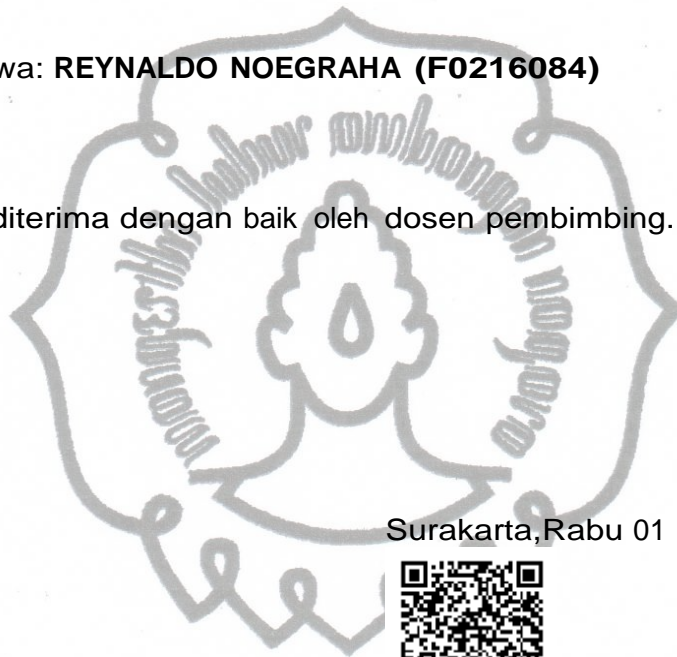 wa: REYNALDO NOEGRAHA (F0216084)
diterima dengan baik oleh dosen pembimbing.
Surakarta,Rabu 01